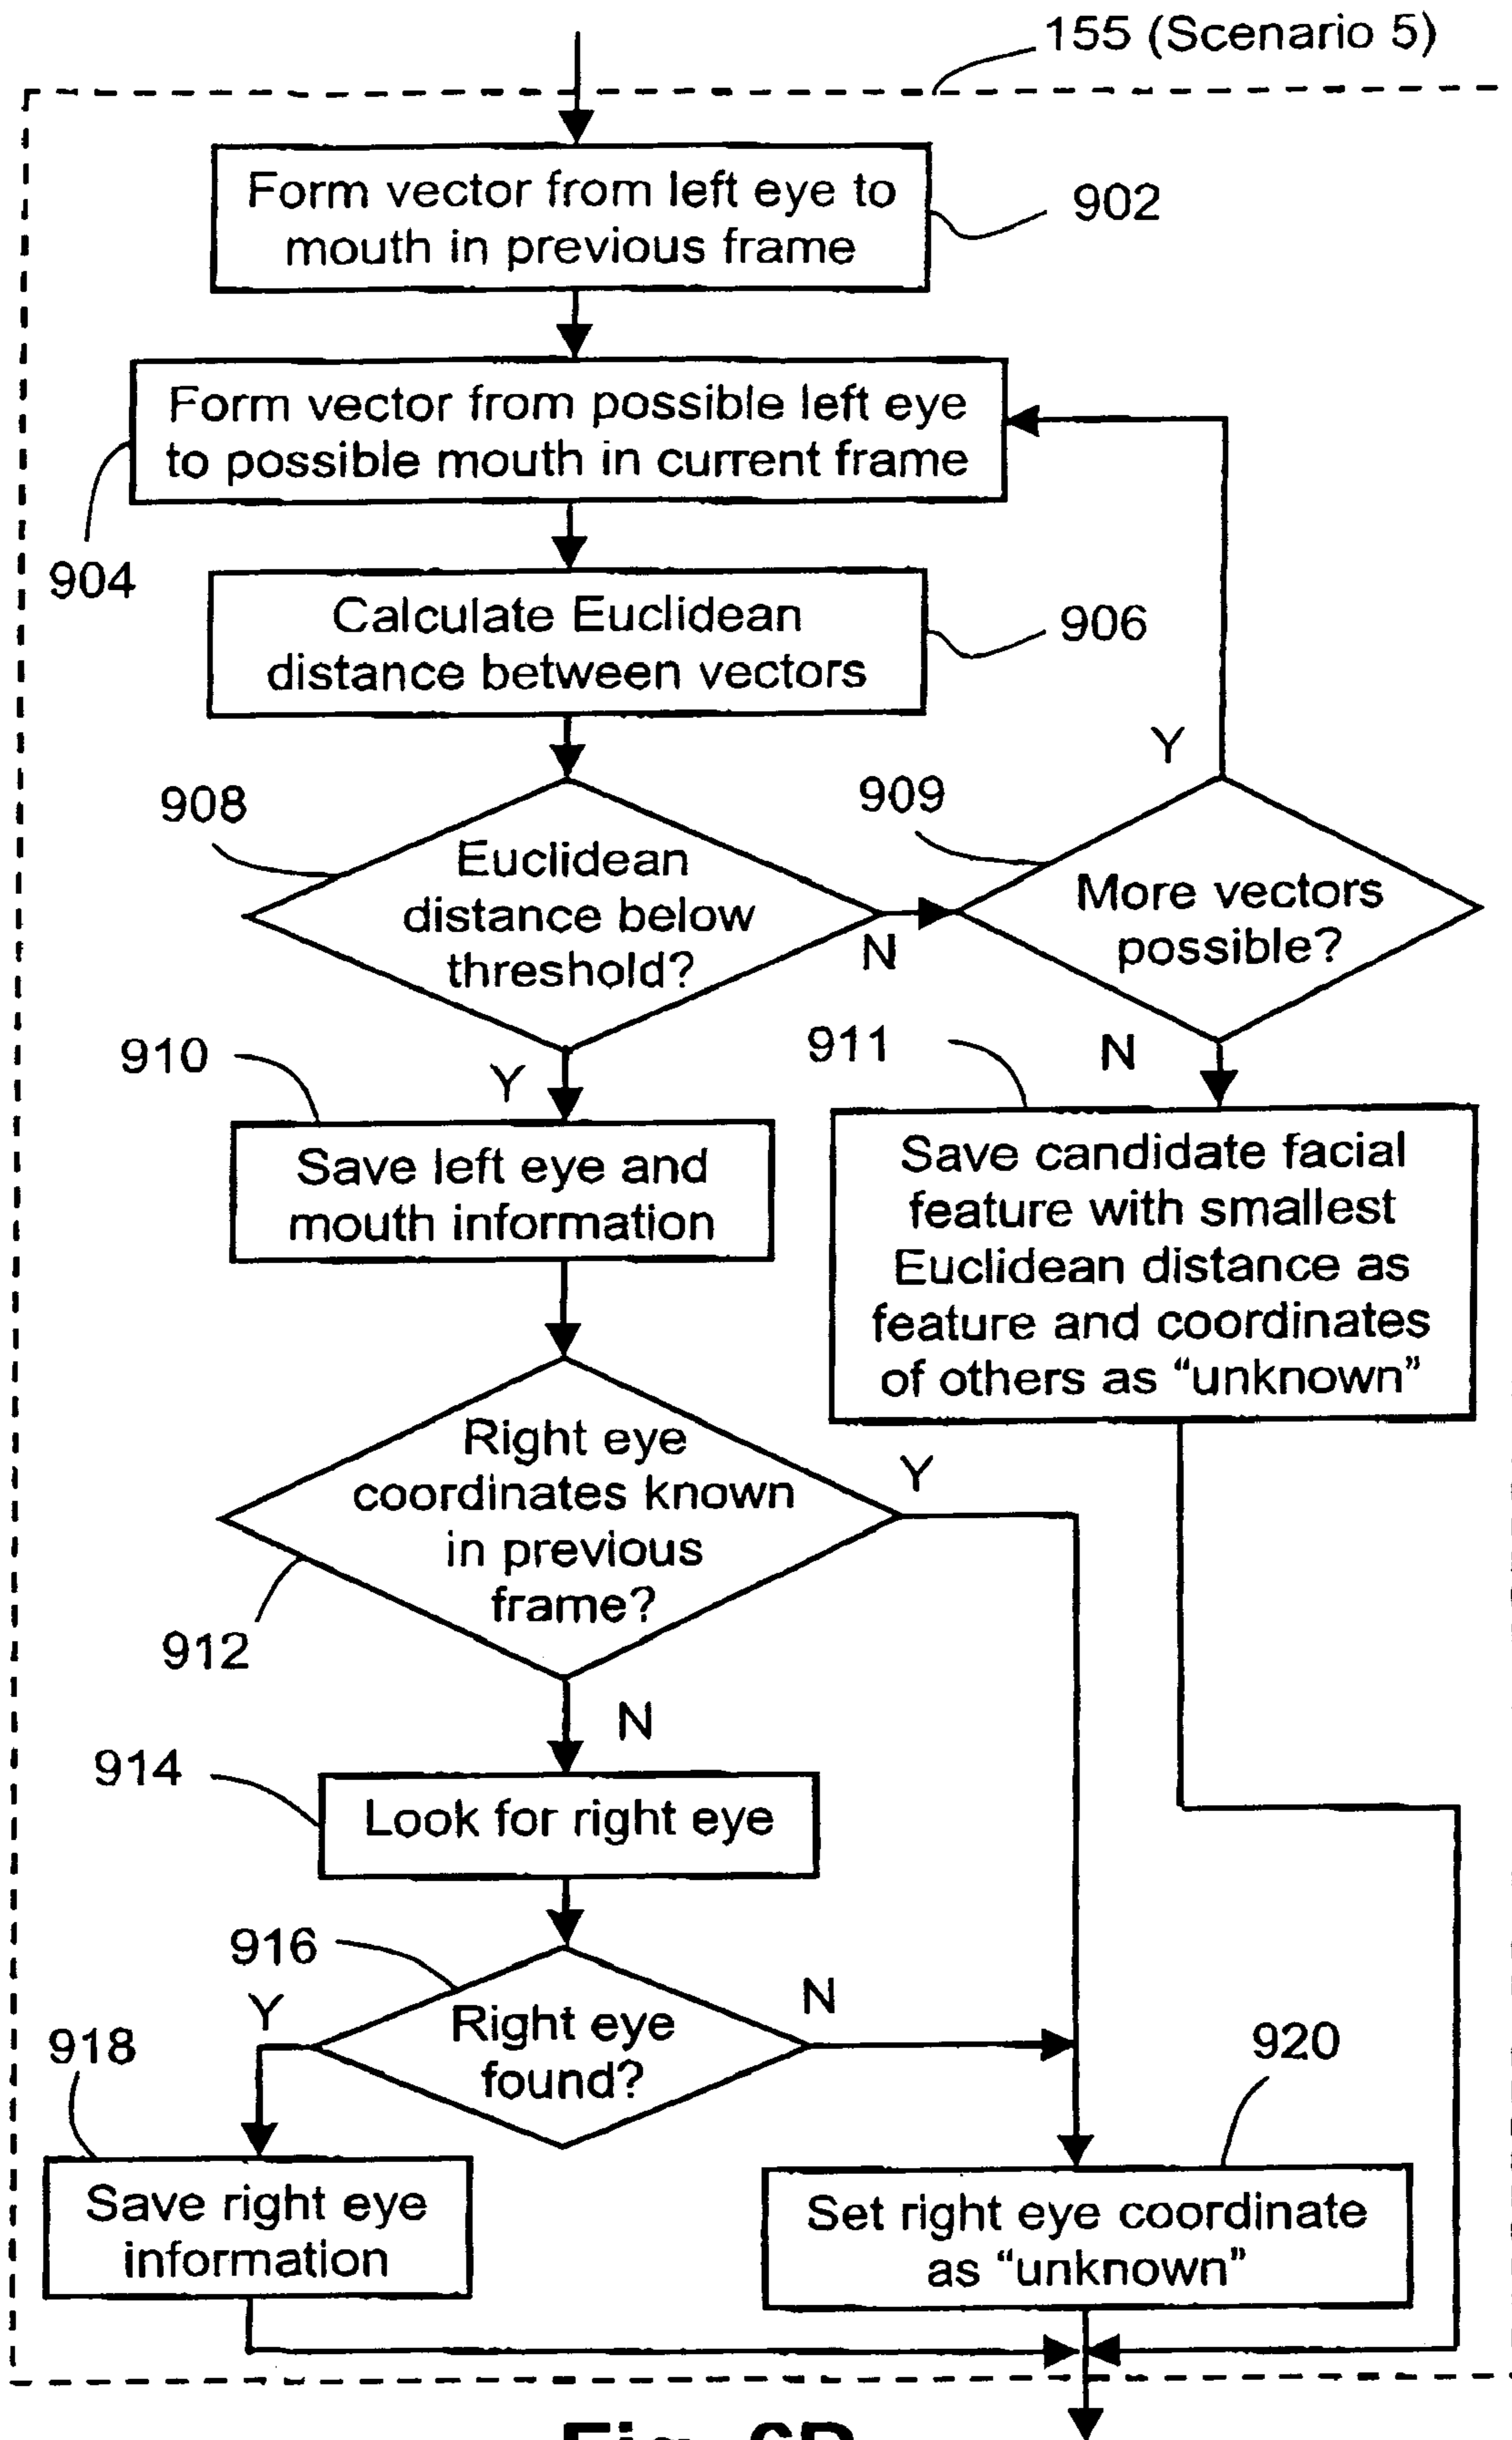 155 (Scenario 5)
Form vector from left eye to
mouth in previous frame
902
Form vector from possible left eye
to possible mouth in current frame
904
Calculate Euclidean
distance between vectors
906
Y
908
909
Euclidean
distance below
threshold?
N
More vectors
possible?
910
Y
911
N
Save left eye and
mouth information
Save candidate facial
feature with smallest
Euclidean distance as
feature and coordinates
of others as “unknown”
Right eye
coordinates known
in previous
frame?
Y
912
N
914
Look for right eye
916
Y
Right eye
found?
N
918
920
Save right eye
information
Set right eye coordinate
as “unknown”